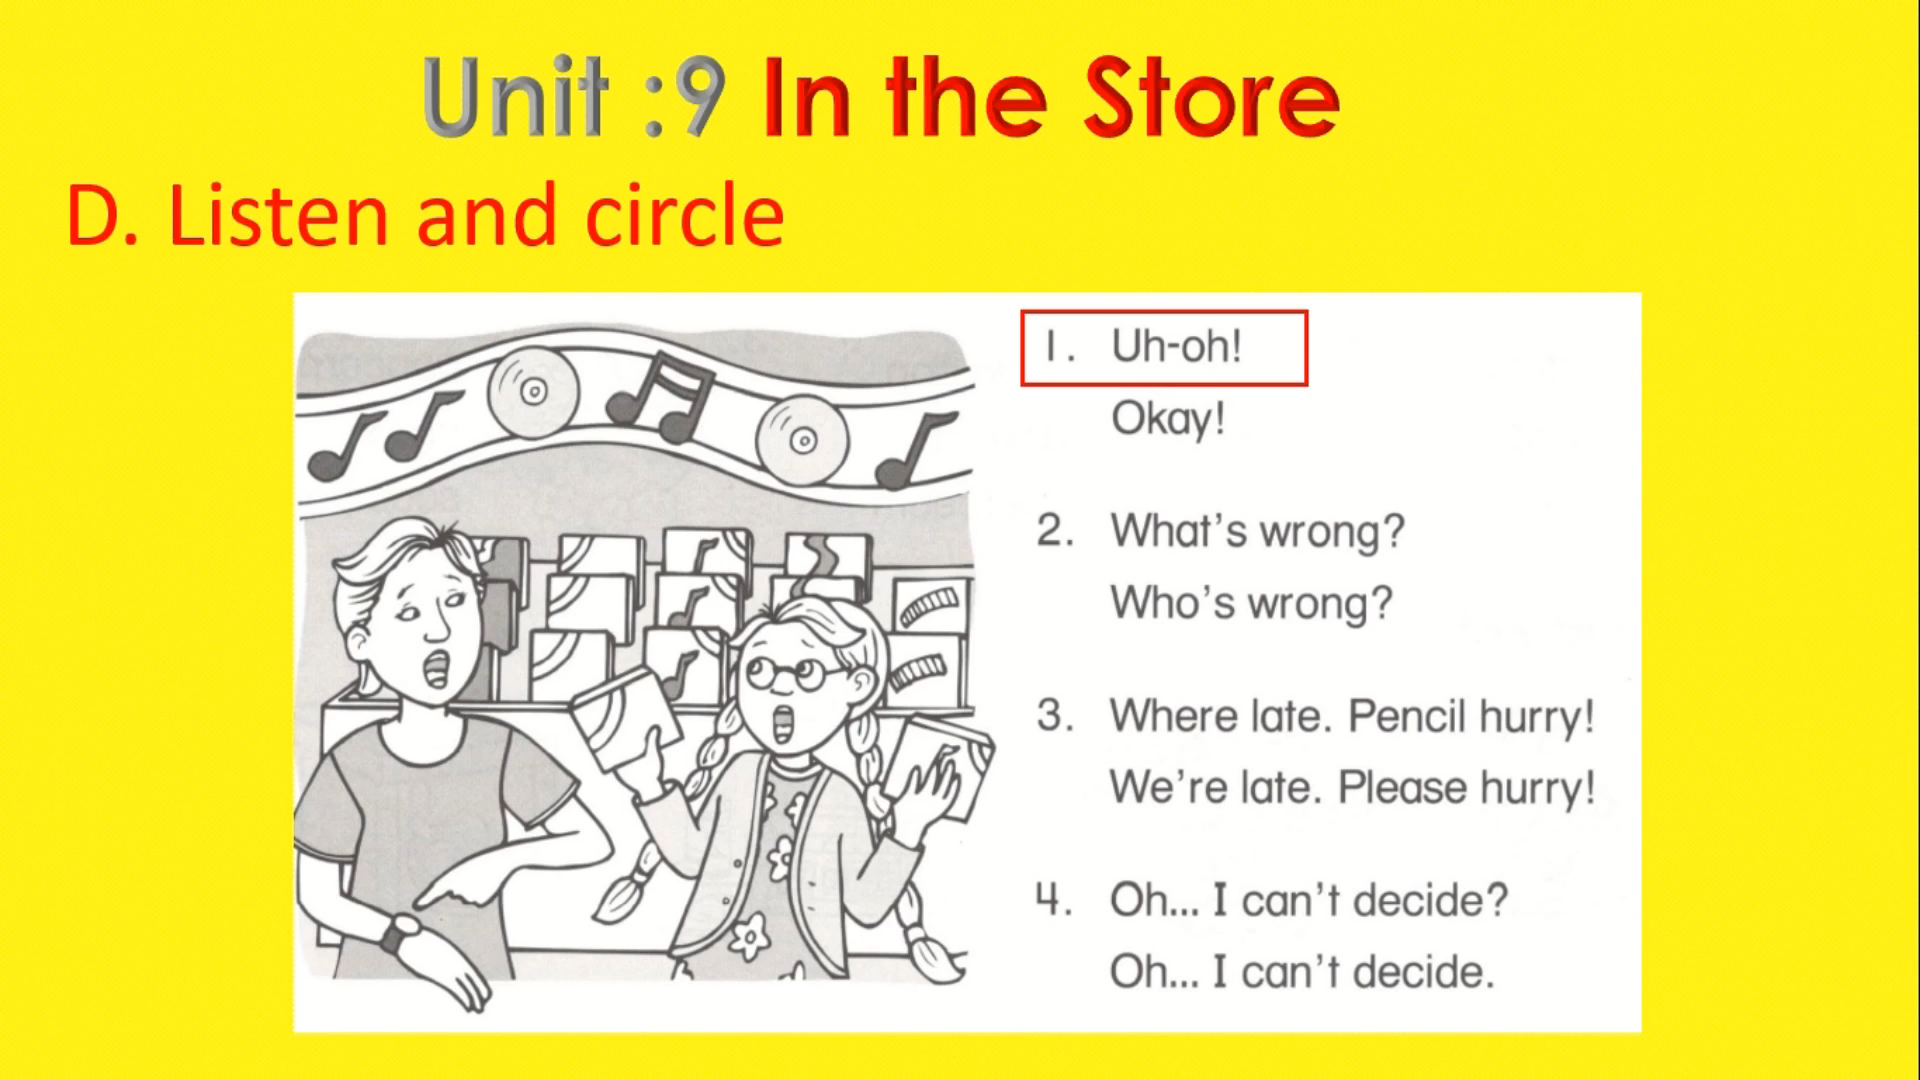 Unit :9 In the Store
D. Listen and circle
1. Uh-oh!
Okay!
2. What's wrong?
Who's wrong?
3. Where late. Pencil hurry!
We're late. Please hurry!
4. Oh... I can't decide?
Oh... I can't decide.